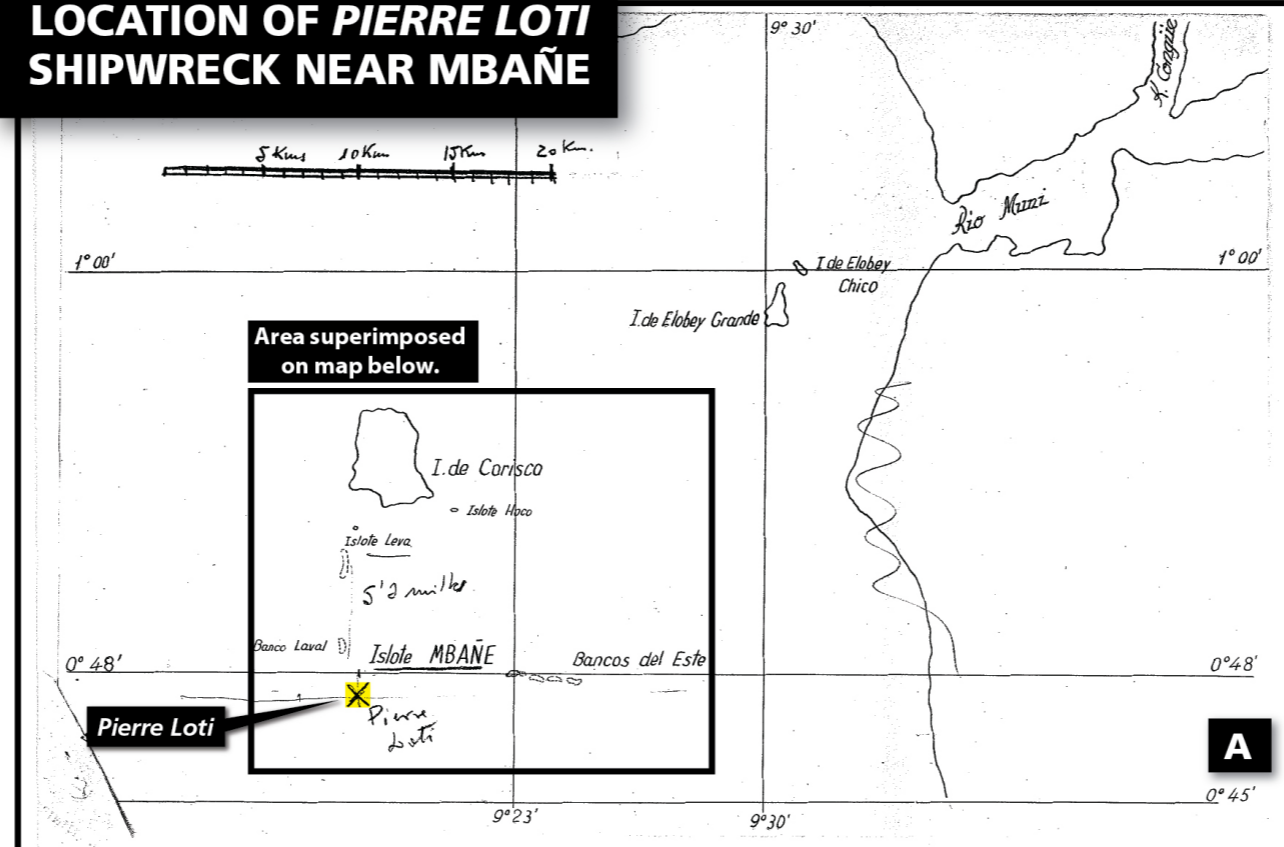 LOCATION OF PIERRE LOTI
SHIPWRECK NEAR MBAÑE
9° 30'
K. Congüe
5 Kms 10 Km 15 Km 20 Km.
Rio Muni
1° 00'
I de Elobey
Chico
1° 00'
I. de Elobey Grande
Area superimposed
on map below.
I. de Corisco
Islote Hoco
Islote Leva
Banco Laval
Islote MBAÑE
Bancos del Este
0° 48'
0° 48'
Pierre Loti
Pierre
Loti
A
0° 45'
9° 23'
9° 30'